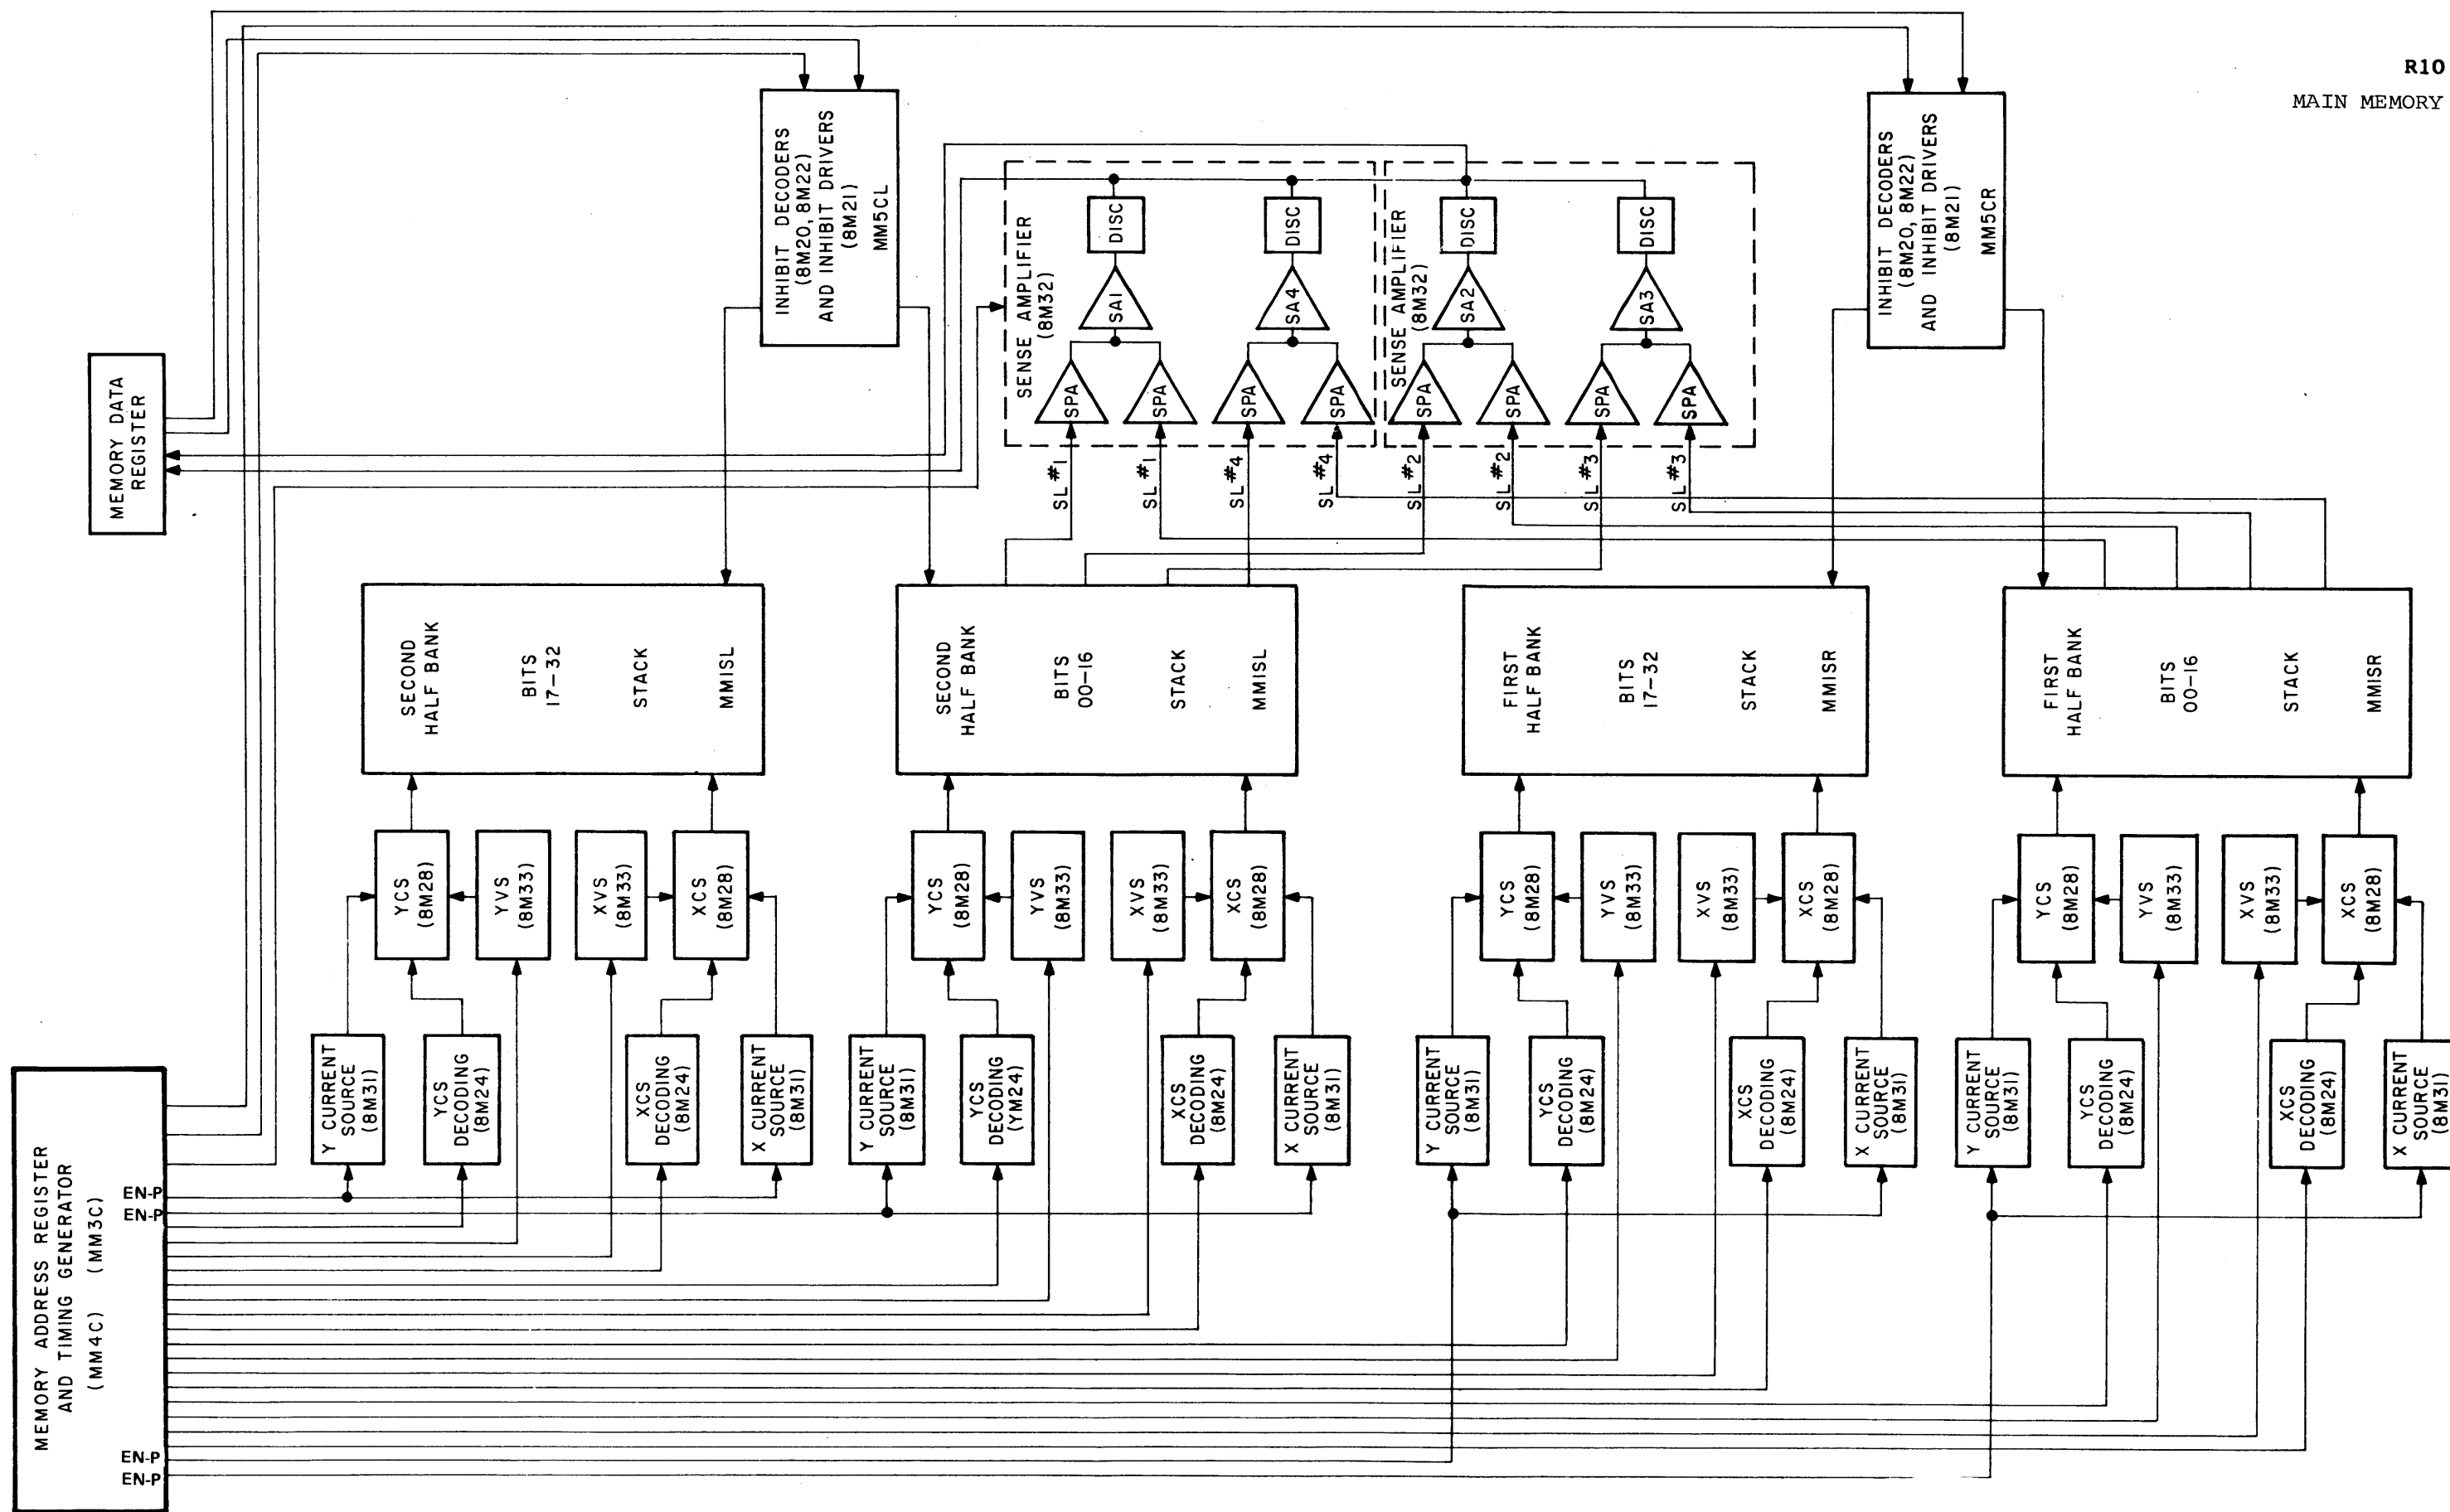 R10
MAIN MEMORY
MEMORY DATA
REGISTER
INHIBIT DECODERS
(8M20, 8M22)
AND INHIBIT DRIVERS
(8M21)
MM5CL
INHIBIT DECODERS
(8M20, 8M22)
AND INHIBIT DRIVERS
(8M21)
MM5CR
SENSE AMPLIFIER
(8M32)
DISC
DISC
SA1
SA4
SPA
SPA
SPA
SPA
SENSE AMPLIFIER
(8M32)
DISC
DISC
SA2
SA3
SPA
SPA
SPA
SPA
SL #1
SL #1
SL #4
SL #4
SL #2
SL #2
SL #3
SL #3
SECOND
HALF BANK
BITS
17-32
STACK
MMISL
SECOND
HALF BANK
BITS
00-16
STACK
MMISL
FIRST
HALF BANK
BITS
17-32
STACK
MMISR
FIRST
HALF BANK
BITS
00-16
STACK
MMISR
YCS
(8M28)
YVS
(8M33)
XVS
(8M33)
XCS
(8M28)
YCS
(8M28)
YVS
(8M33)
XVS
(8M33)
XCS
(8M28)
YCS
(8M28)
YVS
(8M33)
XVS
(8M33)
XCS
(8M28)
YCS
(8M28)
YVS
(8M33)
XVS
(8M33)
XCS
(8M28)
Y CURRENT
SOURCE
(8M31)
YCS
DECODING
(8M24)
XCS
DECODING
(8M24)
X CURRENT
SOURCE
(8M31)
Y CURRENT
SOURCE
(8M31)
YCS
DECODING
(YM24)
XCS
DECODING
(8M24)
X CURRENT
SOURCE
(8M31)
Y CURRENT
SOURCE
(8M31)
YCS
DECODING
(8M24)
XCS
DECODING
(8M24)
X CURRENT
SOURCE
(8M31)
Y CURRENT
SOURCE
(8M31)
YCS
DECODING
(8M24)
XCS
DECODING
(8M24)
X CURRENT
SOURCE
(8M31)
MEMORY ADDRESS REGISTER
AND TIMING GENERATOR
(MM4C) (MM3C)
EN-P
EN-P
EN-P
EN-P